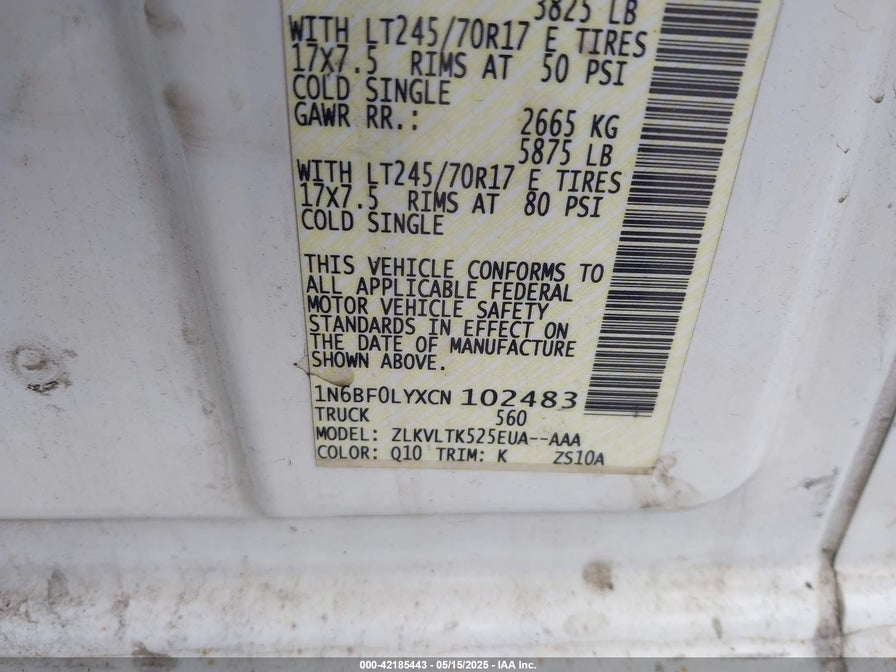 3825 LB
WITH LT245/70R17 E TIRES
17X7.5 RIMS AT 50 PSI
COLD SINGLE
GAWR RR.: 2665 KG
5875 LB
WITH LT245/70R17 E TIRES
17X7.5 RIMS AT 80 PSI
COLD SINGLE
THIS VEHICLE CONFORMS TO
ALL APPLICABLE FEDERAL
MOTOR VEHICLE SAFETY
STANDARDS IN EFFECT ON
THE DATE OF MANUFACTURE
SHOWN ABOVE.
1N6BF0LYXCN 102483
TRUCK 560
MODEL: ZLKVLTK525EUA--AAA
COLOR: Q10 TRIM: K ZS10A
000-42185443 - 05/15/2025 - IAA Inc.